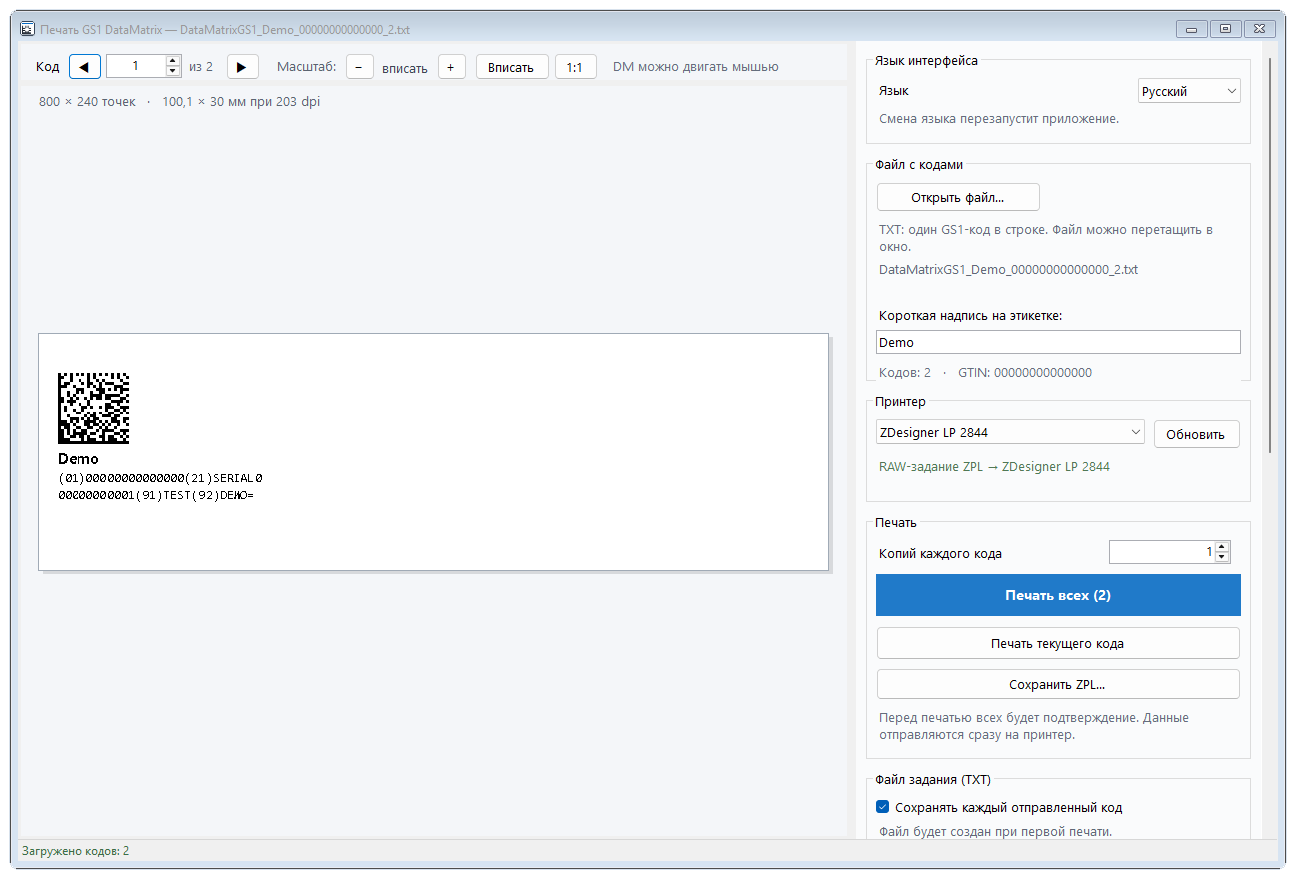 Печать GS1 DataMatrix — DataMatrixGS1_Demo_00000000000000_2.txt
Код 1 из 2 Масштаб: − вписать + Вписать 1:1 DM можно двигать мышью
800 × 240 точек · 100,1 × 30 мм при 203 dpi
Demo
(01)00000000000000(21)SERIAL0
00000000001(91)TEST(92)DEMO=
Язык интерфейса
Язык Русский
Смена языка перезапустит приложение.
Файл с кодами
Открыть файл...
TXT: один GS1-код в строке. Файл можно перетащить в
окно.
DataMatrixGS1_Demo_00000000000000_2.txt
Короткая надпись на этикетке:
Demo
Кодов: 2 · GTIN: 00000000000000
Принтер
ZDesigner LP 2844 Обновить
RAW-задание ZPL → ZDesigner LP 2844
Печать
Копий каждого кода 1
Печать всех (2)
Печать текущего кода
Сохранить ZPL...
Перед печатью всех будет подтверждение. Данные
отправляются сразу на принтер.
Файл задания (TXT)
Сохранять каждый отправленный код
Файл будет создан при первой печати.
Загружено кодов: 2